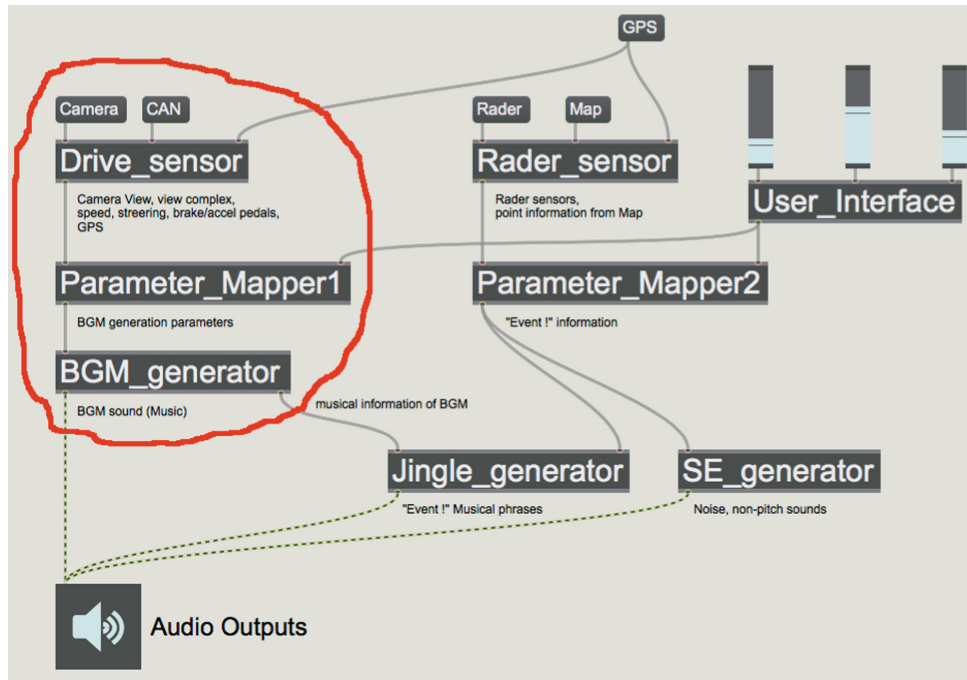 GPS
Camera
CAN
Rader
Map
Drive_sensor
Rader_sensor
Camera View, view complex,
speed, streering, brake/accel pedals,
GPS
Rader sensors,
point information from Map
User_Interface
Parameter_Mapper1
Parameter_Mapper2
BGM generation parameters
"Event !" information
BGM_generator
BGM sound (Music)
musical information of BGM
Jingle_generator
SE_generator
"Event !" Musical phrases
Noise, non-pitch sounds
Audio Outputs